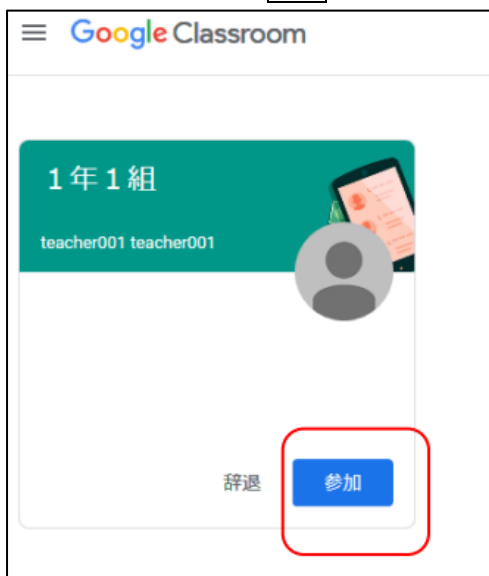 Google Classroom
1年1組
teacher001 teacher001
辞退 参加